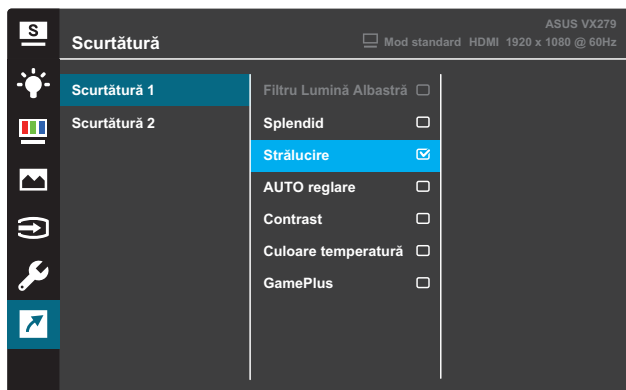 S
ASUS VX279
Scurtătură
Mod standard HDMI 1920 x 1080 @ 60Hz
Scurtătură 1
Scurtătură 2
Filtru Lumină Albastră
Splendid
Strălucire
AUTO reglare
Contrast
Culoare temperatură
GamePlus